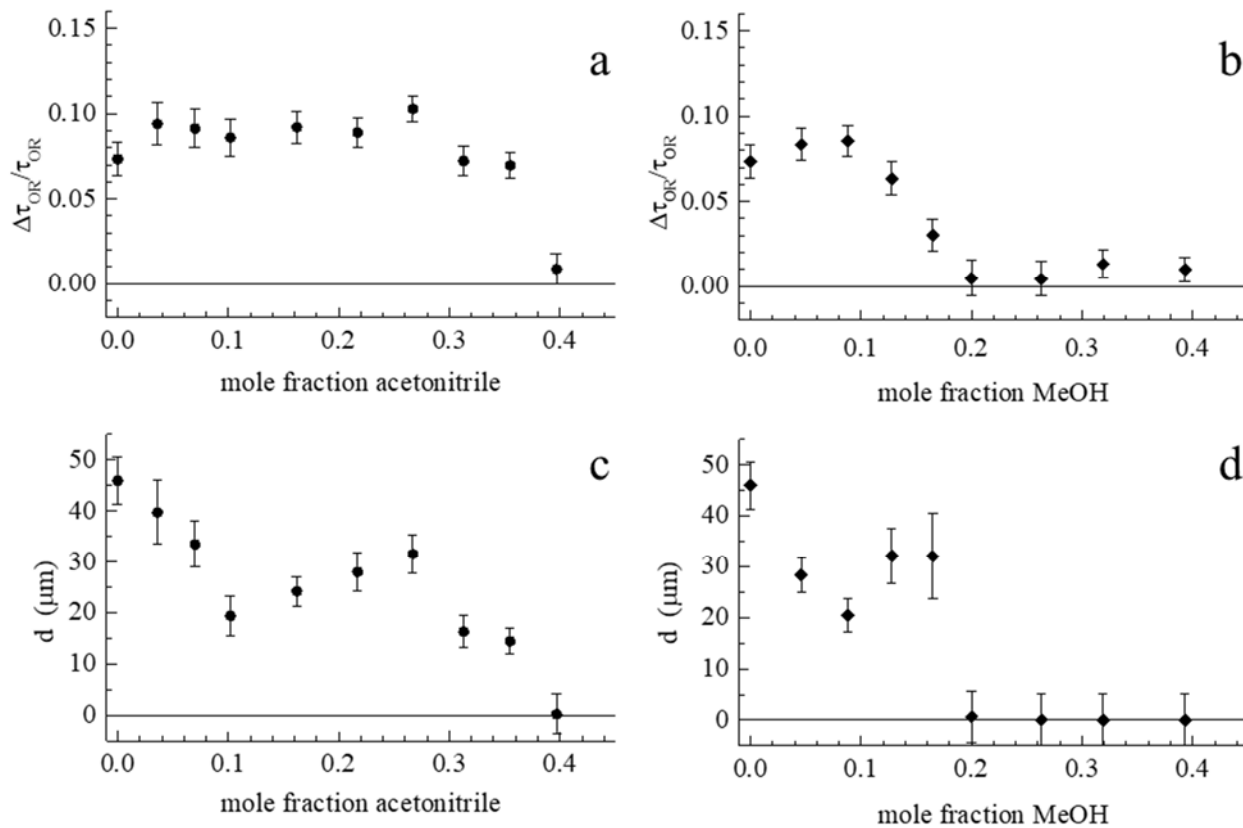 0.15
0.10
0.05
0.00
Δτ_OR/τ_OR
a
0.0 0.1 0.2 0.3 0.4
mole fraction acetonitrile
0.15
0.10
0.05
0.00
Δτ_OR/τ_OR
b
0.0 0.1 0.2 0.3 0.4
mole fraction MeOH
50
40
30
20
10
0
d (μm)
c
0.0 0.1 0.2 0.3 0.4
mole fraction acetonitrile
50
40
30
20
10
0
d (μm)
d
0.0 0.1 0.2 0.3 0.4
mole fraction MeOH